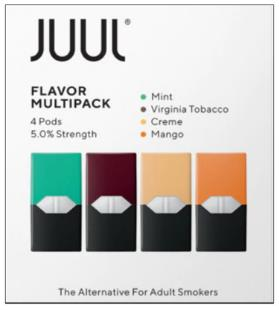 JUUL®
FLAVOR
MULTIPACK
4 Pods
5.0% Strength
Mint
Virginia Tobacco
Creme
Mango
The Alternative For Adult Smokers